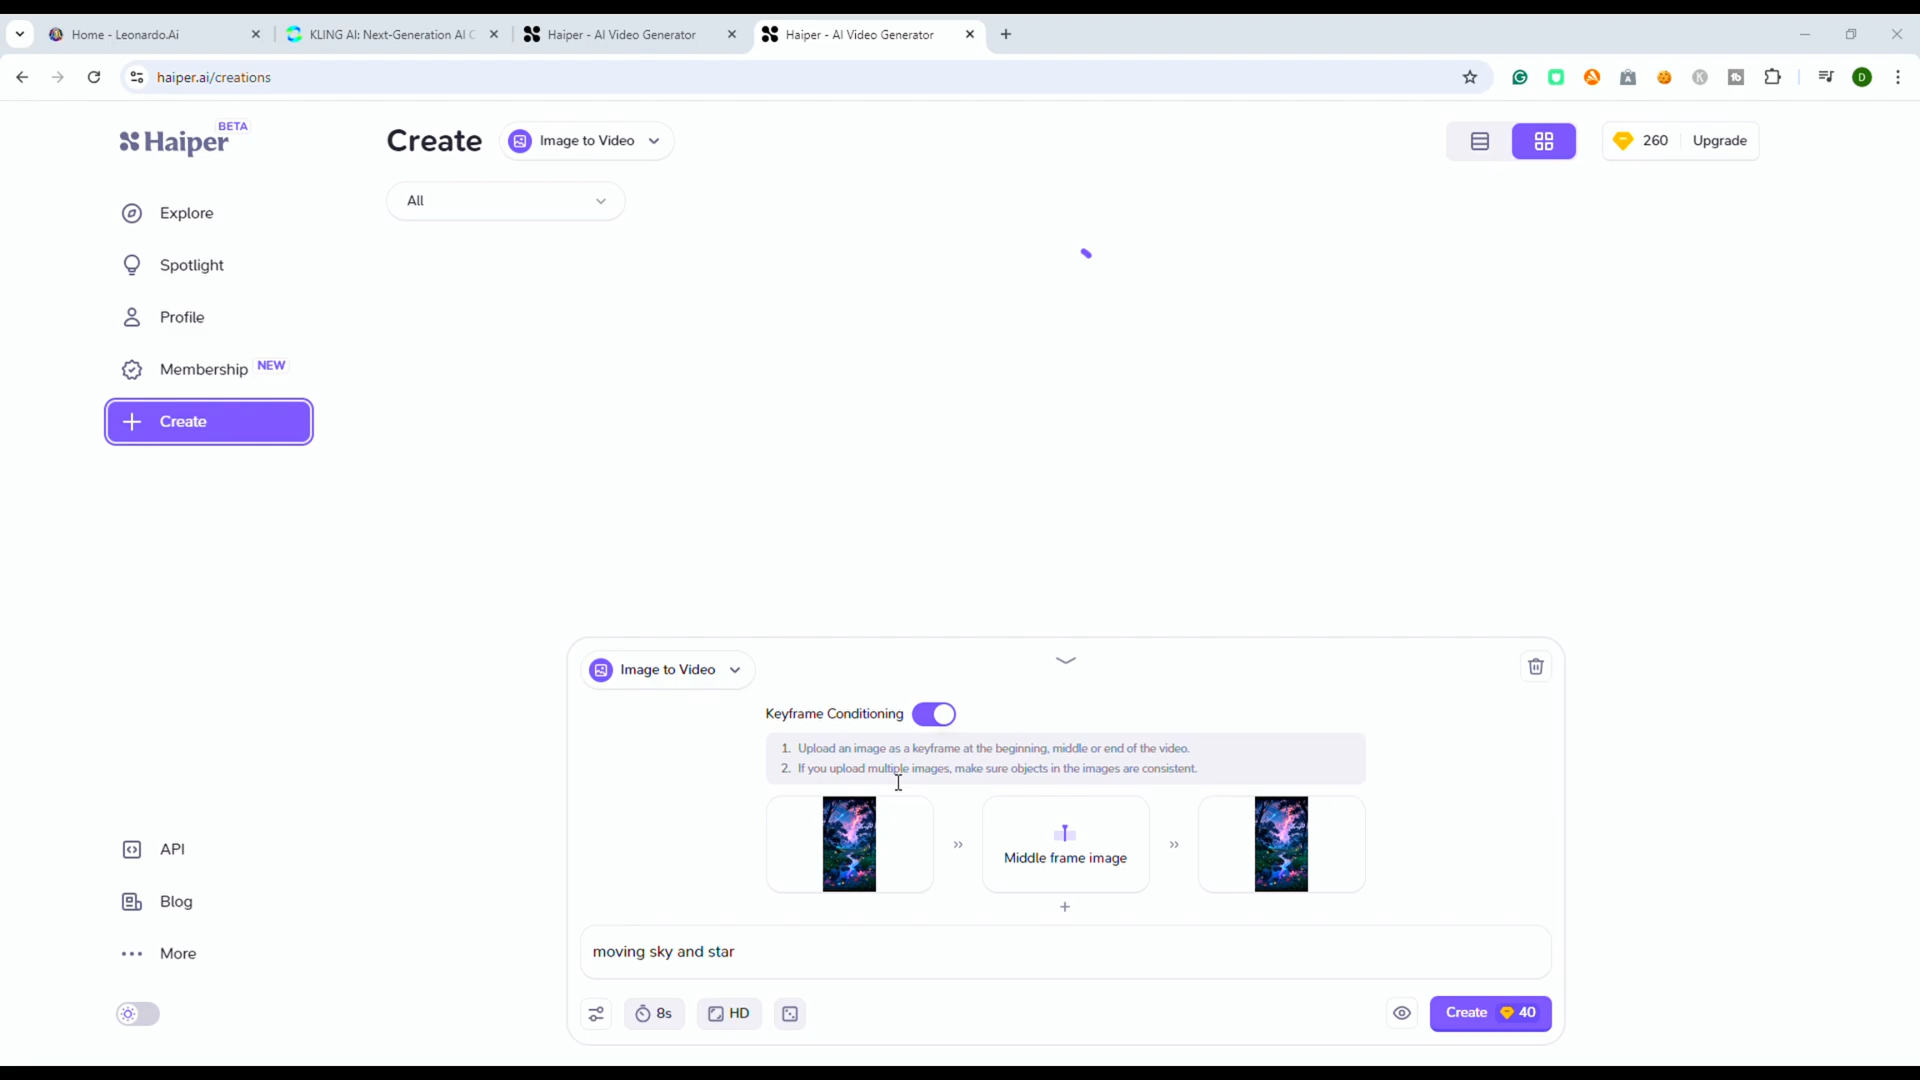 Home - Leonardo.Ai
KLING AI: Next-Generation AI C
Haiper - AI Video Generator
Haiper - AI Video Generator
haiper.ai/creations
D
Haiper BETA
Create
Image to Video
260
Upgrade
All
Explore
Spotlight
Profile
Membership NEW
Create
Image to Video
Keyframe Conditioning
1. Upload an image as a keyframe at the beginning, middle or end of the video.
2. If you upload multiple images, make sure objects in the images are consistent.
Middle frame image
moving sky and star
8s
HD
Create 40
API
Blog
More